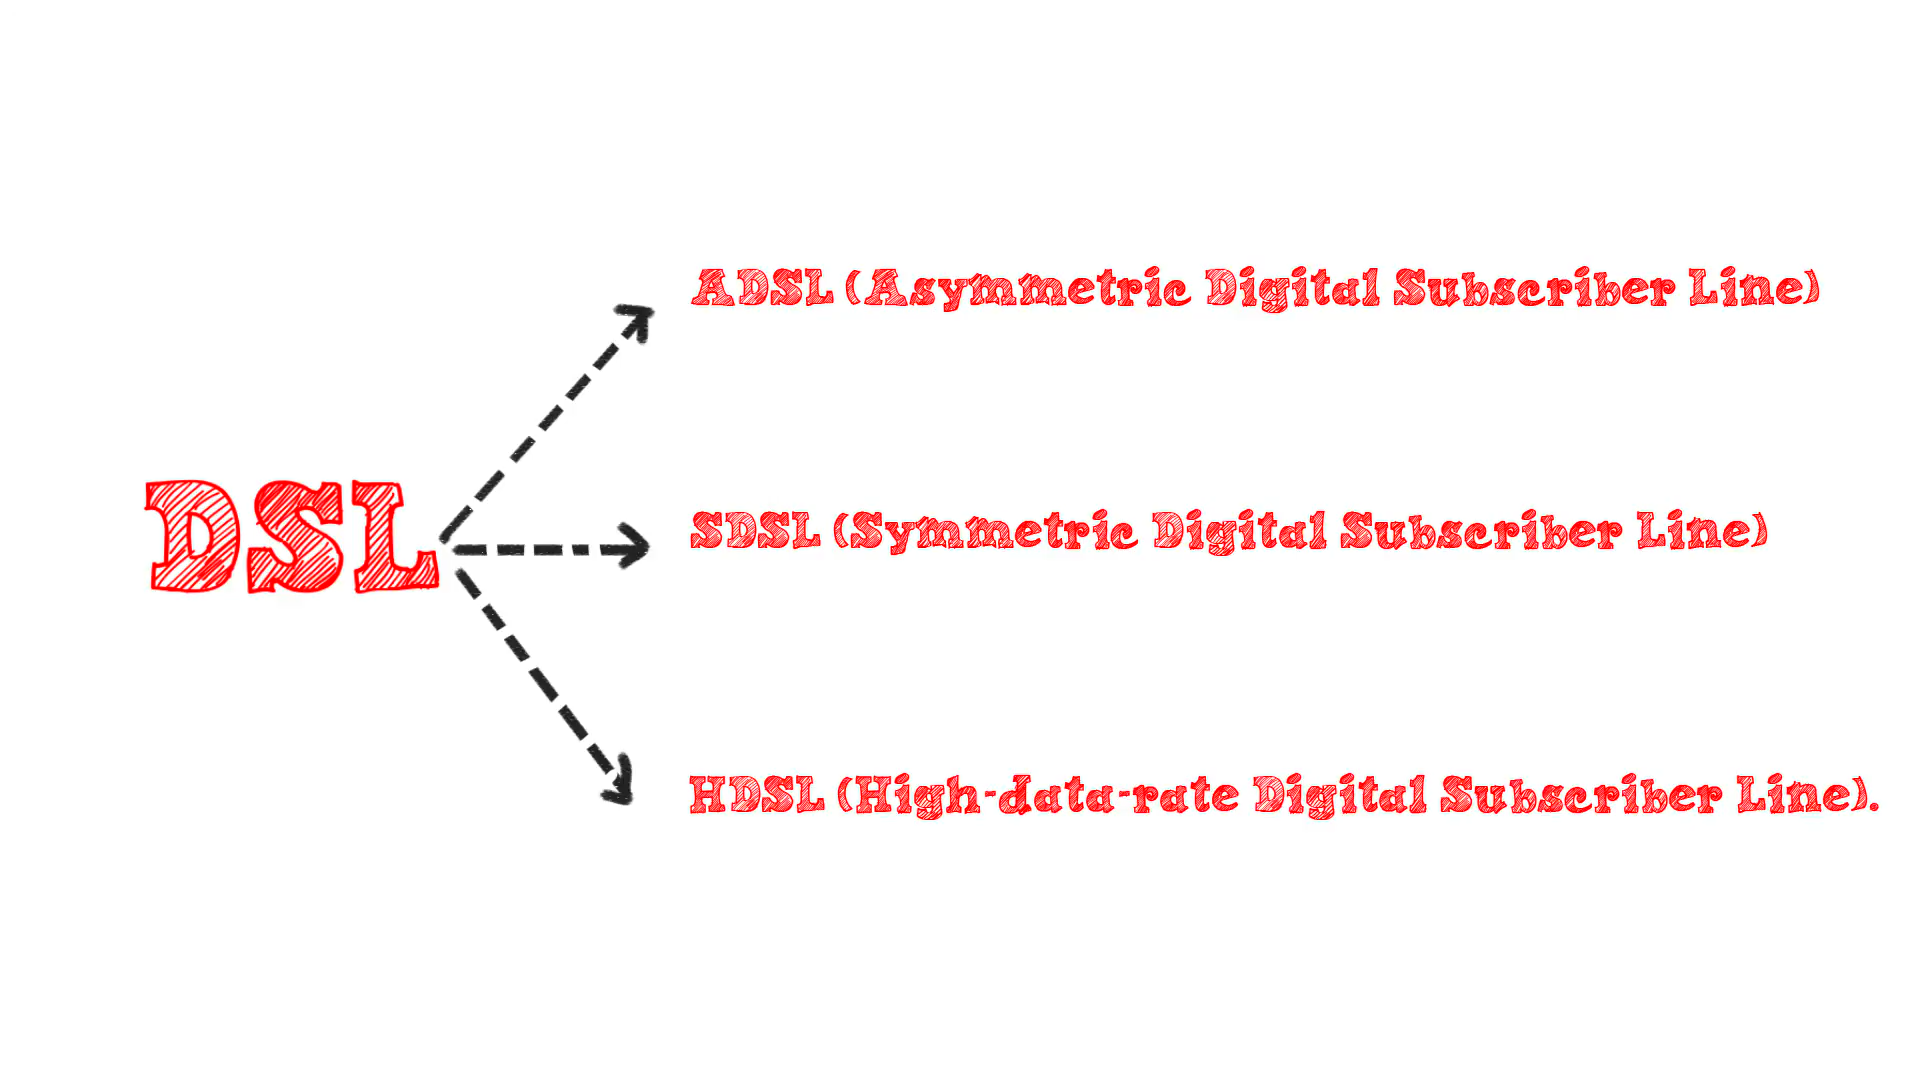 ADSL (Asymmetric Digital Subscriber Line)
DSL
SDSL (Symmetric Digital Subscriber Line)
HDSL (High-data-rate Digital Subscriber Line).